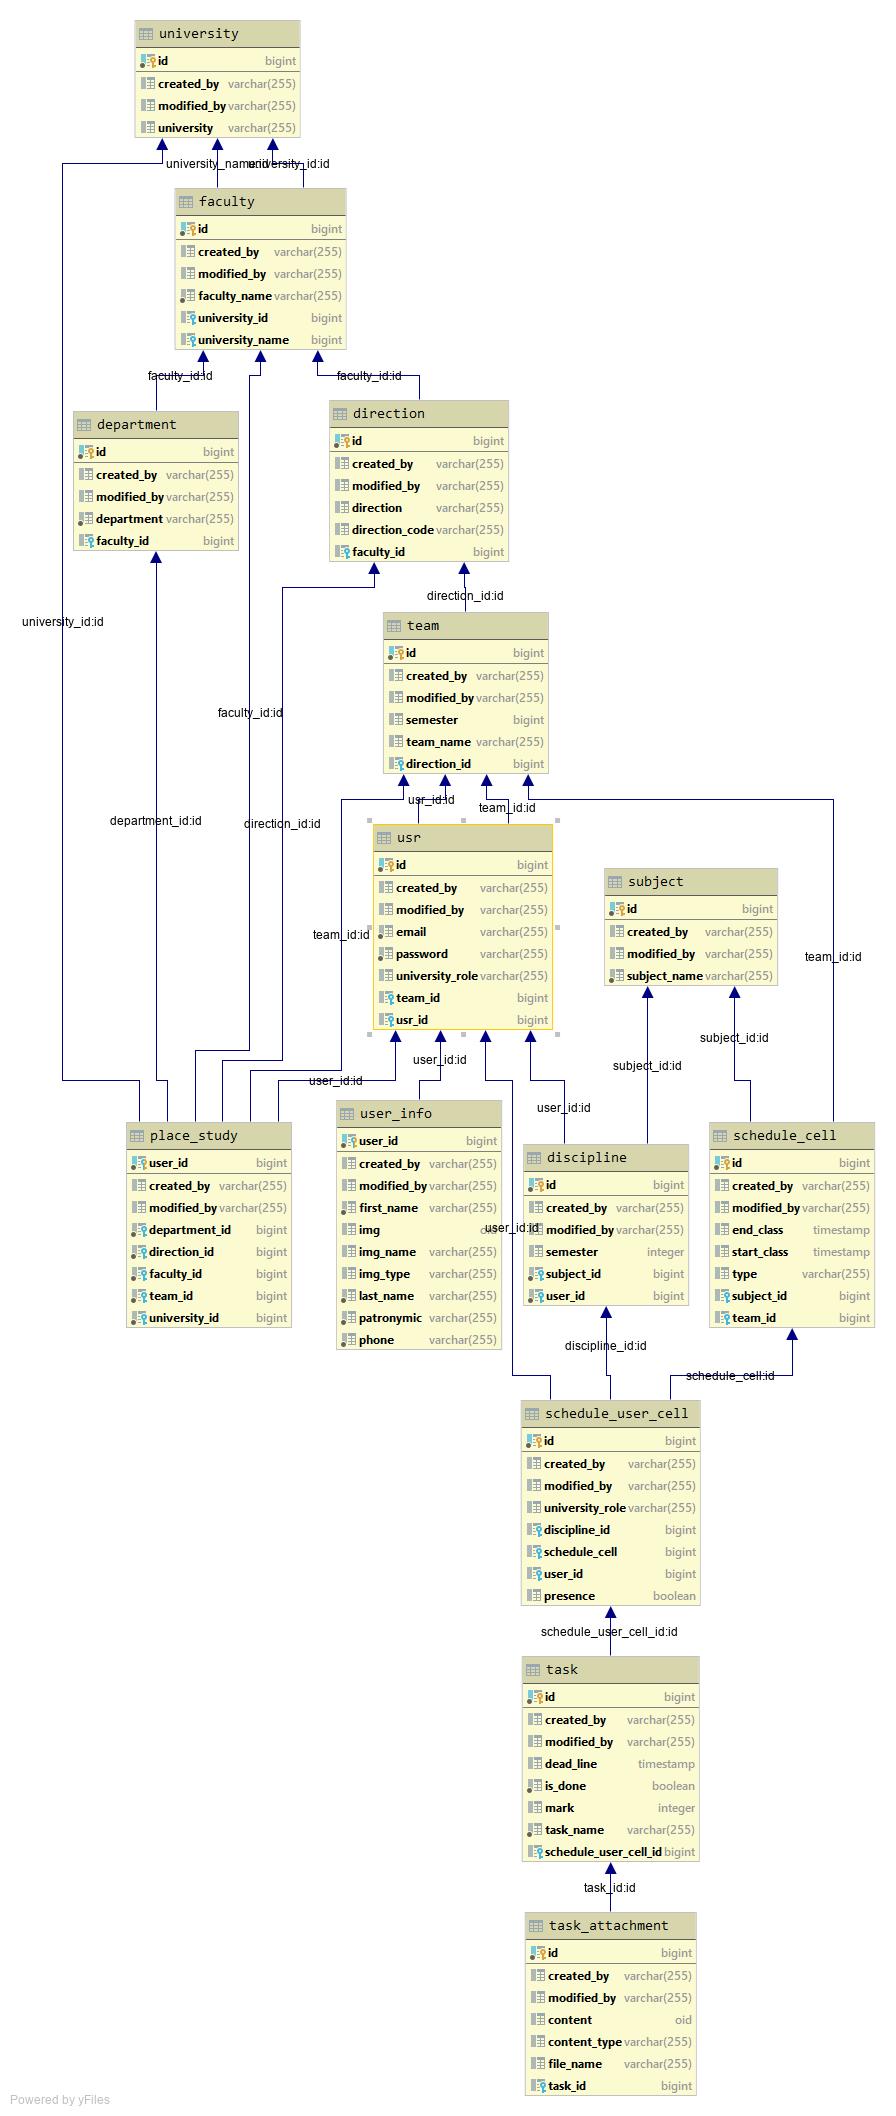 university
id bigint
created_by varchar(255)
modified_by varchar(255)
university varchar(255)
university_name:id
university_id:id
faculty
id bigint
created_by varchar(255)
modified_by varchar(255)
faculty_name varchar(255)
university_id bigint
university_name bigint
faculty_id:id
faculty_id:id
department
id bigint
created_by varchar(255)
modified_by varchar(255)
department varchar(255)
faculty_id bigint
direction
id bigint
created_by varchar(255)
modified_by varchar(255)
direction varchar(255)
direction_code varchar(255)
faculty_id bigint
direction_id:id
university_id:id
team
id bigint
created_by varchar(255)
modified_by varchar(255)
semester bigint
team_name varchar(255)
direction_id bigint
faculty_id:id
usr_id:id
team_id:id
department_id:id
direction_id:id
usr
id bigint
created_by varchar(255)
modified_by varchar(255)
email varchar(255)
password varchar(255)
university_role varchar(255)
team_id bigint
usr_id bigint
subject
id bigint
created_by varchar(255)
modified_by varchar(255)
subject_name varchar(255)
team_id:id
team_id:id
subject_id:id
user_id:id
subject_id:id
user_id:id
user_id:id
place_study
user_id bigint
created_by varchar(255)
modified_by varchar(255)
department_id bigint
direction_id bigint
faculty_id bigint
team_id bigint
university_id bigint
user_info
user_id bigint
created_by varchar(255)
modified_by varchar(255)
first_name varchar(255)
img
img_name varchar(255)
img_type varchar(255)
last_name varchar(255)
patronymic varchar(255)
phone varchar(255)
user_id:id
discipline
id bigint
created_by varchar(255)
modified_by varchar(255)
semester integer
subject_id bigint
user_id bigint
schedule_cell
id bigint
created_by varchar(255)
modified_by varchar(255)
end_class timestamp
start_class timestamp
type varchar(255)
subject_id bigint
team_id bigint
discipline_id:id
schedule_cell:id
schedule_user_cell
id bigint
created_by varchar(255)
modified_by varchar(255)
university_role varchar(255)
discipline_id bigint
schedule_cell bigint
user_id bigint
presence boolean
schedule_user_cell_id:id
task
id bigint
created_by varchar(255)
modified_by varchar(255)
dead_line timestamp
is_done boolean
mark integer
task_name varchar(255)
schedule_user_cell_id bigint
task_id:id
task_attachment
id bigint
created_by varchar(255)
modified_by varchar(255)
content oid
content_type varchar(255)
file_name varchar(255)
task_id bigint
Powered by yFiles